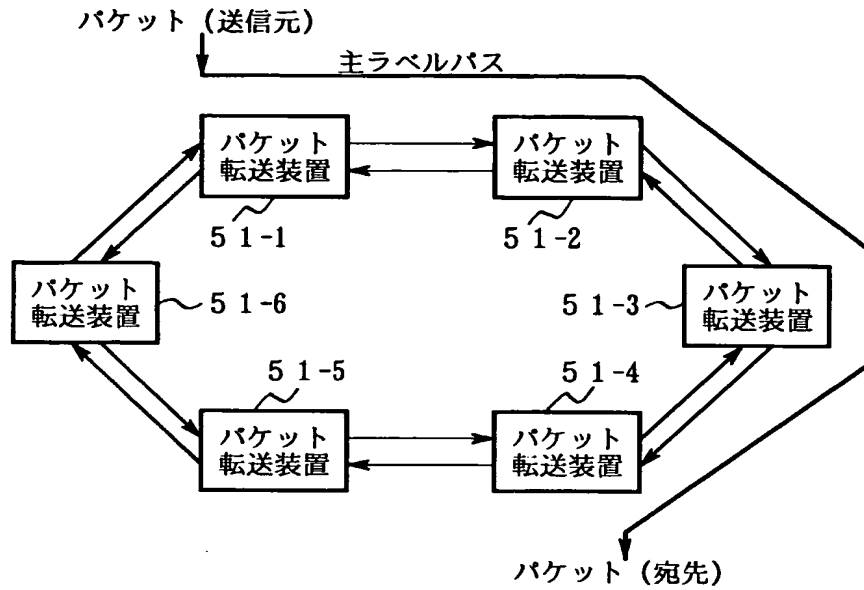 パケット (送信元)
主ラベルパス
パケット
転送装置
51-1
パケット
転送装置
51-2
パケット
転送装置
51-6
パケット
転送装置
51-3
51-5
パケット
転送装置
51-4
パケット
転送装置
パケット (宛先)